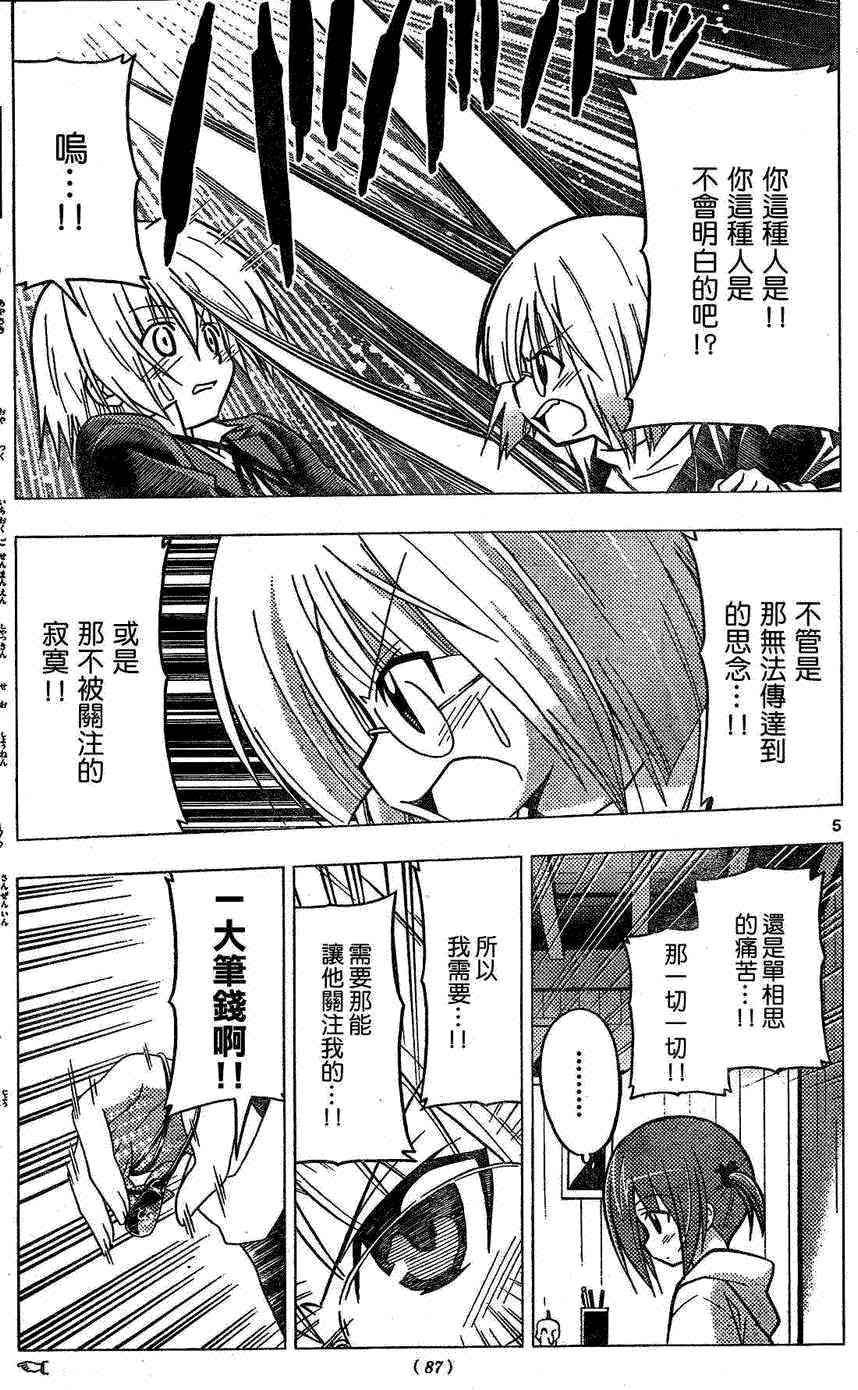 你這種人是!!
你這種人是
不會明白的吧!?
嗚…!!
不管是
那無法傳達到
的思念…!!
或是
那不被關注的
寂寞!!
5
還是單相思
的痛苦…!!
那一切一切!!
………
所以
我需要…!!
需要那能
讓他關注我的…!!
一大筆錢啊!!
(87)